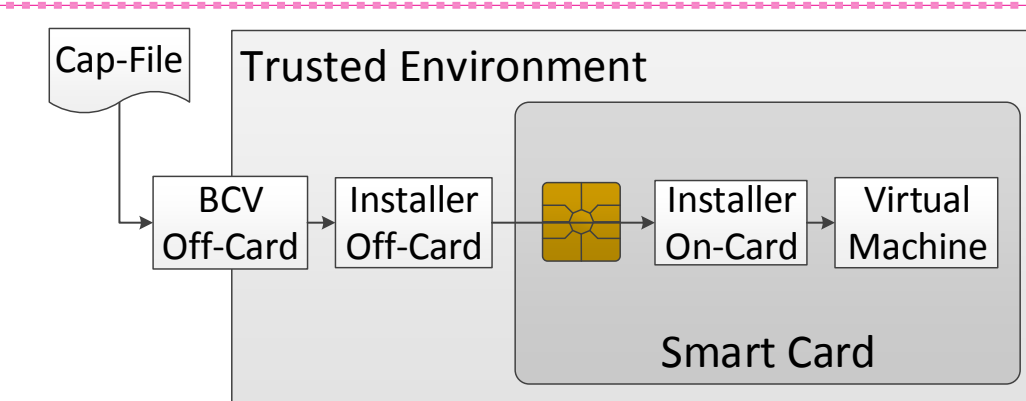 Cap-File
Trusted Environment
BCV
Off-Card
Installer
Off-Card
Installer
On-Card
Virtual
Machine
Smart Card